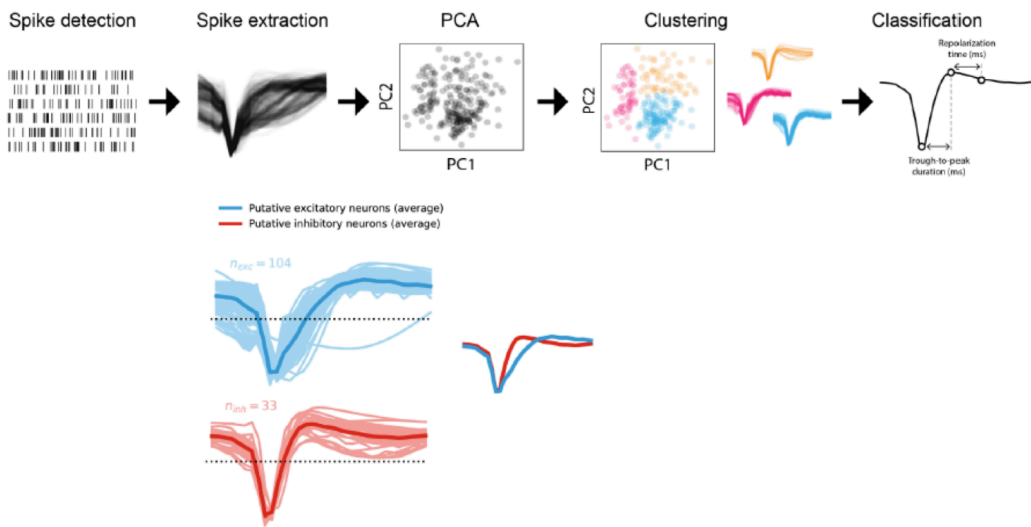 Spike detection
Spike extraction
PCA
Clustering
Classification
PC2
PC1
PC2
PC1
Repolarization
time (ms)
Trough-to-peak
duration (ms)
Putative excitatory neurons (average)
Putative inhibitory neurons (average)
n_exc = 104
n_inh = 33